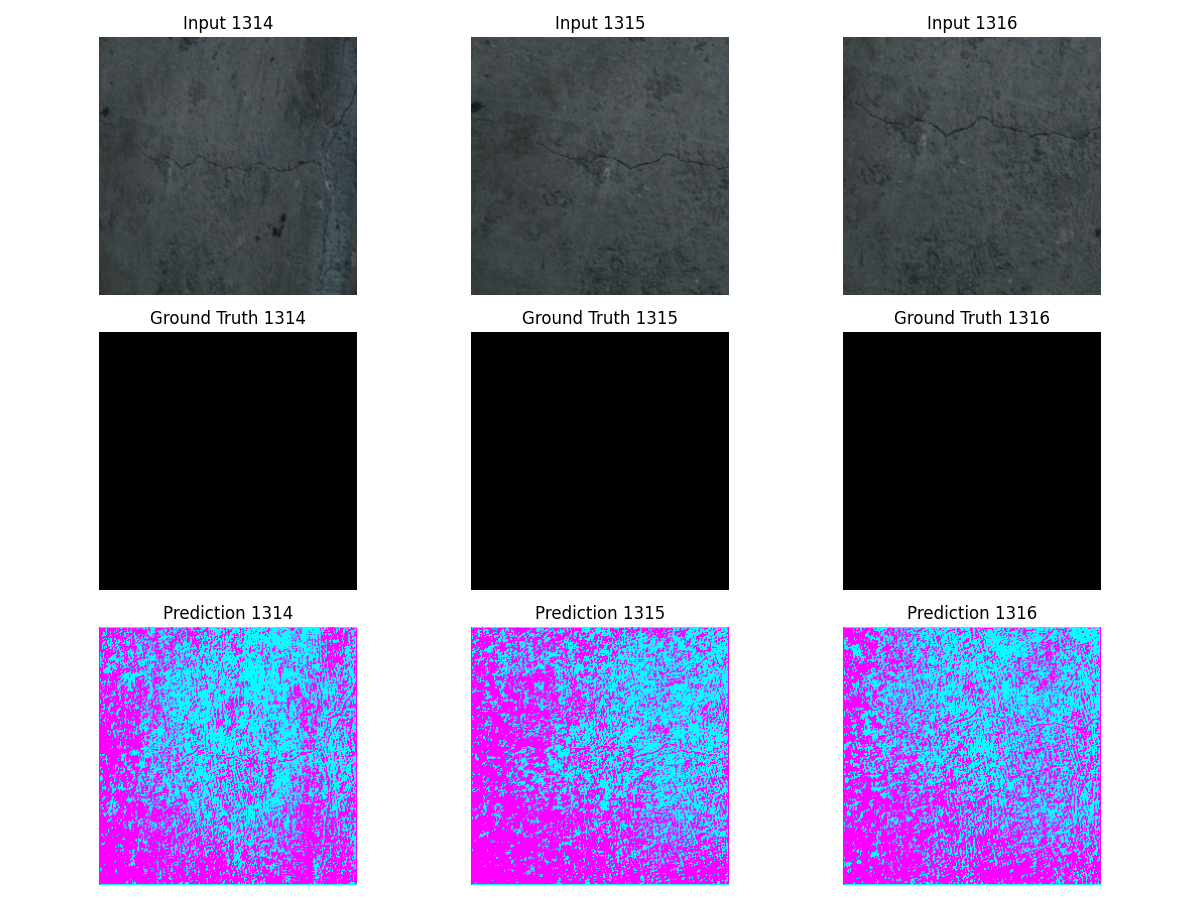 Input 1314
Input 1315
Input 1316
Ground Truth 1314
Ground Truth 1315
Ground Truth 1316
Prediction 1314
Prediction 1315
Prediction 1316